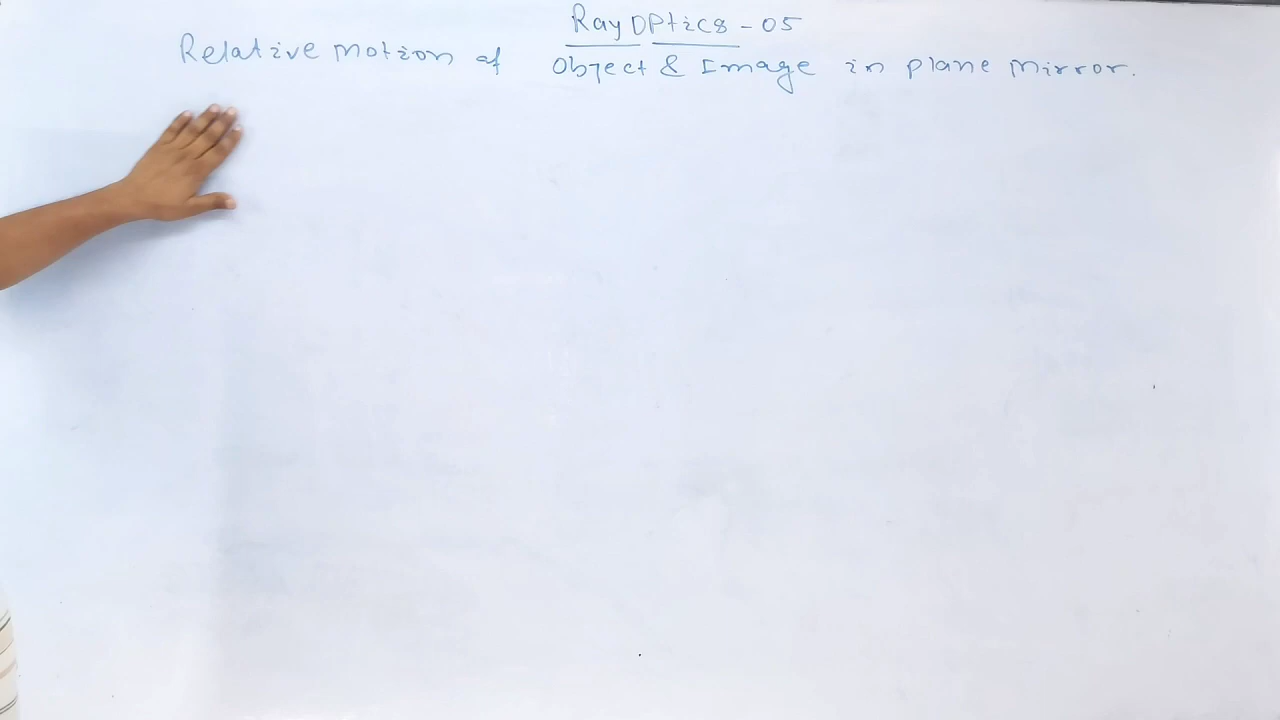 Ray Optics - 05
Relative motion of Object & Image in plane mirror.